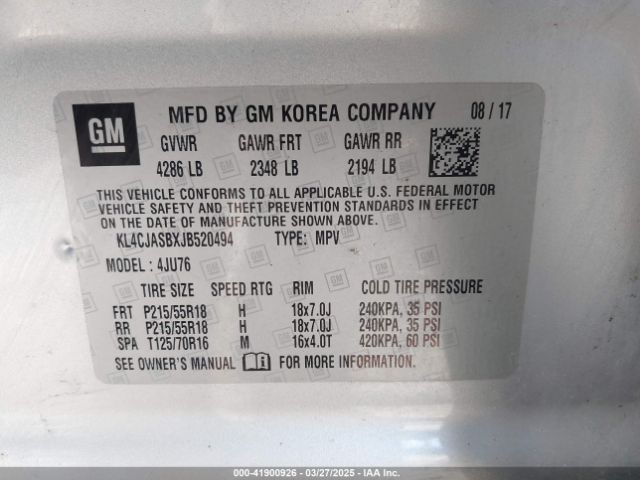 GM
MFD BY GM KOREA COMPANY 08 / 17
GVWR GAWR FRT GAWR RR
4286 LB 2348 LB 2194 LB
THIS VEHICLE CONFORMS TO ALL APPLICABLE U.S. FEDERAL MOTOR
VEHICLE SAFETY AND THEFT PREVENTION STANDARDS IN EFFECT
ON THE DATE OF MANUFACTURE SHOWN ABOVE.
KL4CJASBXJB520494 TYPE: MPV
MODEL : 4JU76
TIRE SIZE SPEED RTG RIM COLD TIRE PRESSURE
FRT P215/55R18 H 18x7.0J 240KPA, 35 PSI
RR P215/55R18 H 18x7.0J 240KPA, 35 PSI
SPA T125/70R16 M 16x4.0T 420KPA, 60 PSI
SEE OWNER'S MANUAL FOR MORE INFORMATION
000-41900926 - 03/27/2025 - IAA Inc.